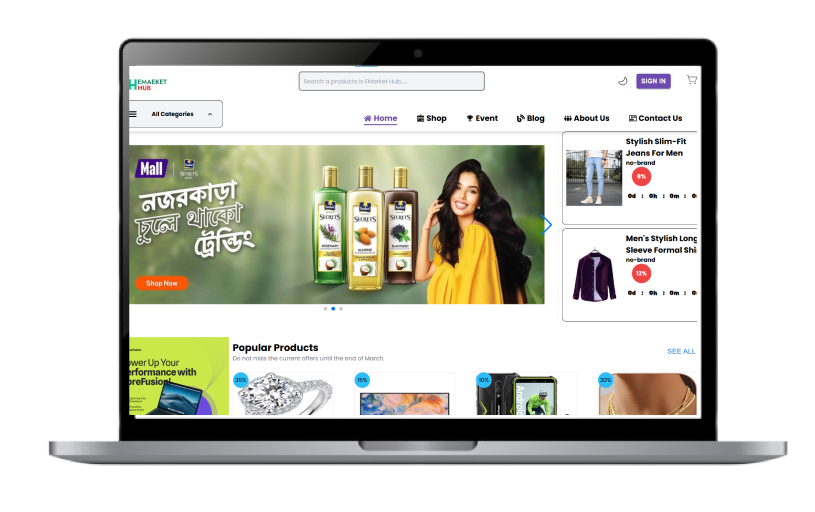 EMAEKET
HUB
Search a products is EMarket Hub....
SIGN IN
All Categories
Home
Shop
Event
Blog
About Us
Contact Us
Mall
SECRETS
নজরকাড়া
চুলে থাকো
ট্রেন্ডিং
Shop Now
SECRETS
ROSEMARY
SECRETS
ALMOND
SECRETS
BLACKSEED
Stylish Slim-Fit
Jeans For Men
no-brand
8%
0d : 0h : 0m : 0
Men's Stylish Long
Sleeve Formal Shi
no-brand
12%
0d : 0h : 0m : 0
ower Up Your
erformance with
oreFusion!
Popular Products
Do not miss the current offers until the end of March.
SEE ALL
25%
15%
10%
Android
20%